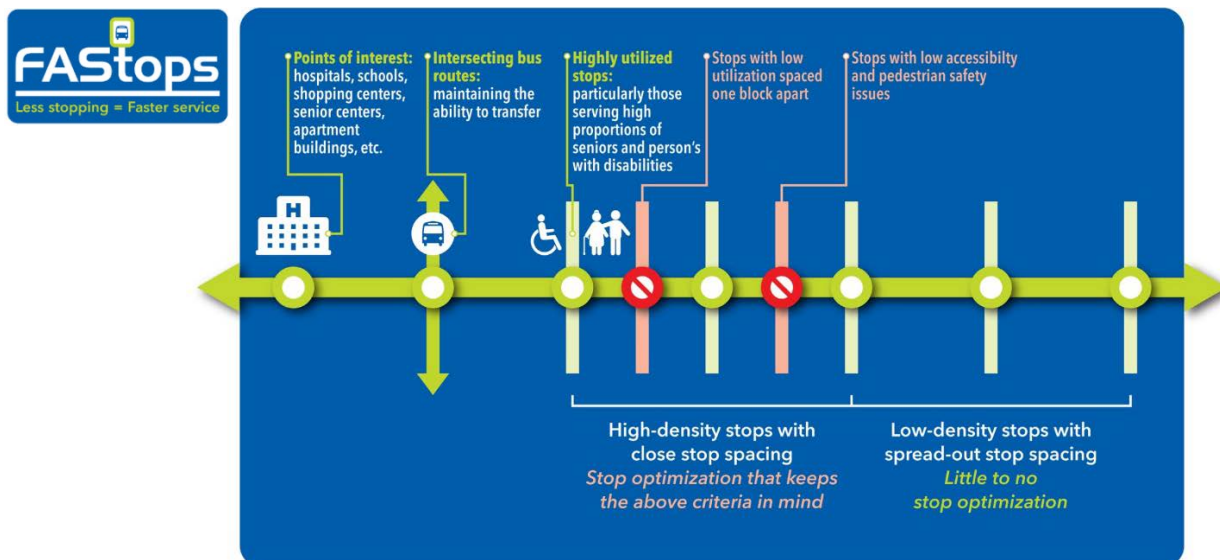 FAStops
Less stopping = Faster service
Points of interest:
hospitals, schools,
shopping centers,
senior centers,
apartment
buildings, etc.
Intersecting bus
routes:
maintaining the
ability to transfer
Highly utilized
stops:
particularly those
serving high
proportions of
seniors and person's
with disabilities
Stops with low
utilization spaced
one block apart
Stops with low accessibilty
and pedestrian safety
issues
H
High-density stops with
close stop spacing
Stop optimization that keeps
the above criteria in mind
Low-density stops with
spread-out stop spacing
Little to no
stop optimization